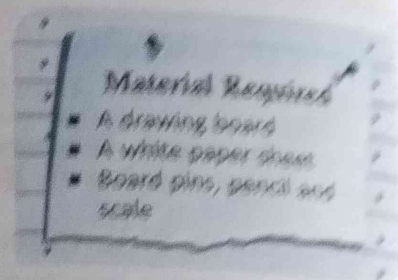 Material Required
A drawing board
A white paper sheet
Board pins, pencil and
scale